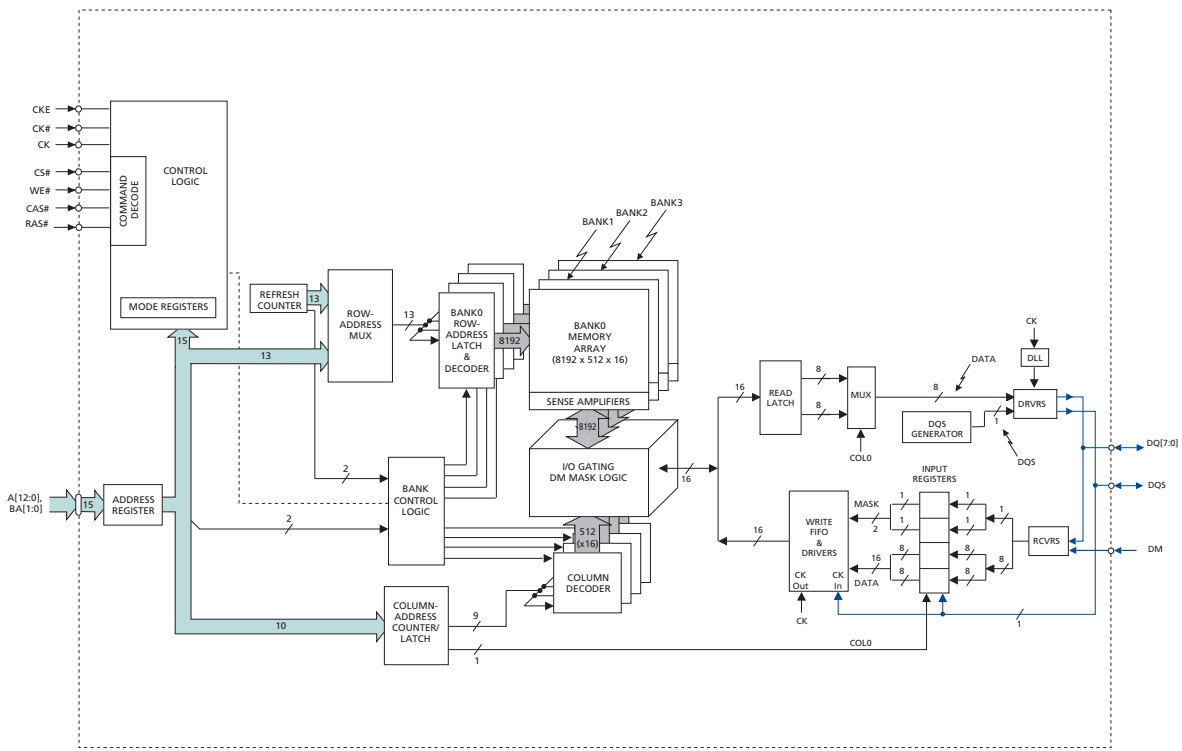 CKE
CK#
CK
CS#
WE#
CAS#
RAS#
COMMAND
DECODE
CONTROL
LOGIC
MODE REGISTERS
15
REFRESH
COUNTER
13
13
ROW-
ADDRESS
MUX
13
BANK0
ROW-
ADDRESS
LATCH
&
DECODER
8192
BANK1
BANK2
BANK3
BANK0
MEMORY
ARRAY
(8192 x 512 x 16)
SENSE AMPLIFIERS
8192
I/O GATING
DM MASK LOGIC
16
512
(x16)
COLUMN
DECODER
A[12:0],
BA[1:0]
15
ADDRESS
REGISTER
2
2
BANK
CONTROL
LOGIC
10
COLUMN-
ADDRESS
COUNTER/
LATCH
9
1
COL0
16
READ
LATCH
8
8
MUX
COL0
8
DATA
DQS
GENERATOR
1
DQS
CK
DLL
DRVRS
DQ[7:0]
DQS
DM
INPUT
REGISTERS
16
WRITE
FIFO
&
DRIVERS
CK
Out
CK
In
CK
MASK
2
16
DATA
1
1
8
8
1
1
8
8
1
8
RCVRS
1